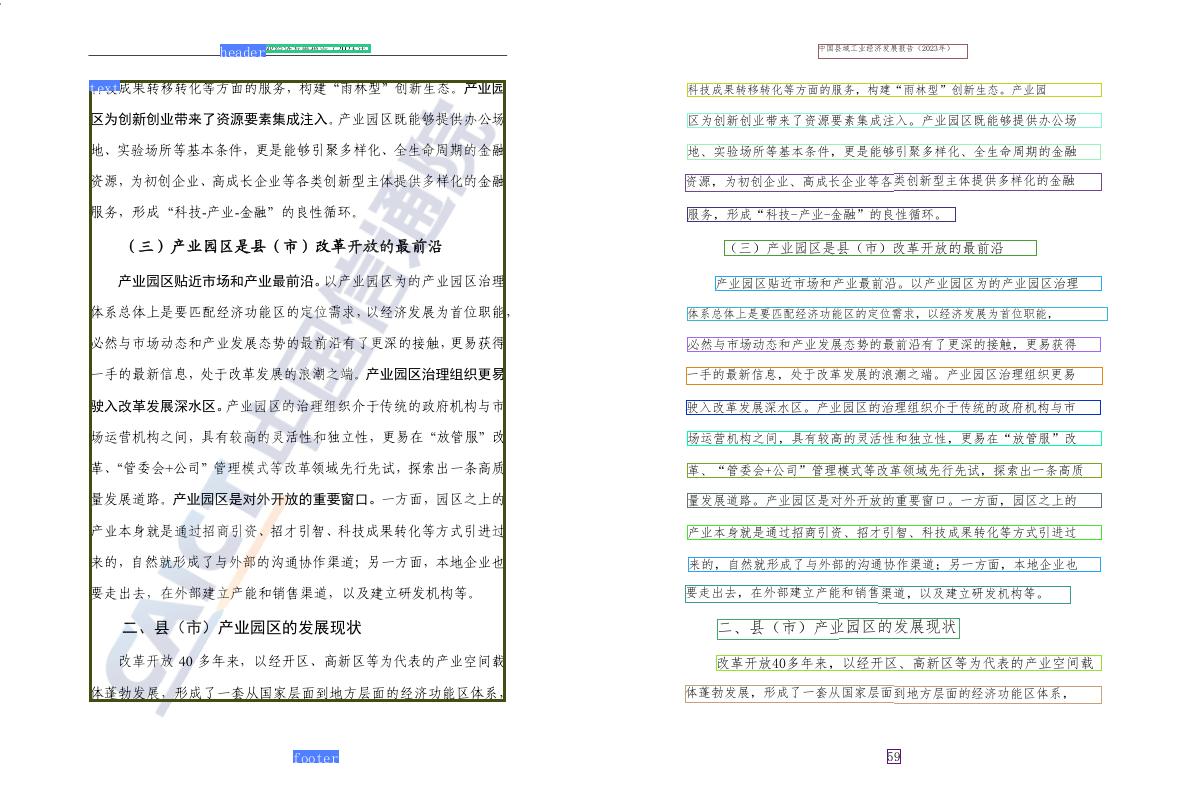 header
text成果转移转化等方面的服务，构建“雨林型”创新生态。产业园
区为创新创业带来了资源要素集成注入。产业园区既能够提供办公场
地、实验场所等基本条件，更是能够引聚多样化、全生命周期的金融
资源，为初创企业、高成长企业等各类创新型主体提供多样化的金融
服务，形成“科技-产业-金融”的良性循环。
（三）产业园区是县（市）改革开放的最前沿
产业园区贴近市场和产业最前沿。以产业园区为的产业园区治理
体系总体上是要匹配经济功能区的定位需求，以经济发展为首位职能，
必然与市场动态和产业发展态势的最前沿有了更深的接触，更易获得
一手的最新信息，处于改革发展的浪潮之端。产业园区治理组织更易
驶入改革发展深水区。产业园区的治理组织介于传统的政府机构与市
场运营机构之间，具有较高的灵活性和独立性，更易在“放管服”改
革、“管委会+公司”管理模式等改革领域先行先试，探索出一条高质
量发展道路。产业园区是对外开放的重要窗口。一方面，园区之上的
产业本身就是通过招商引资、招才引智、科技成果转化等方式引进过
来的，自然就形成了与外部的沟通协作渠道；另一方面，本地企业也
要走出去，在外部建立产能和销售渠道，以及建立研发机构等。
二、县（市）产业园区的发展现状
改革开放 40 多年来，以经开区、高新区等为代表的产业空间载
体蓬勃发展，形成了一套从国家层面到地方层面的经济功能区体系，
CAICT 中国信通院
footer
中国县域工业经济发展报告（2023年）
科技成果转移转化等方面的服务，构建“雨林型”创新生态。产业园
区为创新创业带来了资源要素集成注入。产业园区既能够提供办公场
地、实验场所等基本条件，更是能够引聚多样化、全生命周期的金融
资源，为初创企业、高成长企业等各类创新型主体提供多样化的金融
服务，形成“科技-产业-金融”的良性循环。
（三）产业园区是县（市）改革开放的最前沿
产业园区贴近市场和产业最前沿。以产业园区为的产业园区治理
体系总体上是要匹配经济功能区的定位需求，以经济发展为首位职能，
必然与市场动态和产业发展态势的最前沿有了更深的接触，更易获得
一手的最新信息，处于改革发展的浪潮之端。产业园区治理组织更易
驶入改革发展深水区。产业园区的治理组织介于传统的政府机构与市
场运营机构之间，具有较高的灵活性和独立性，更易在“放管服”改
革、“管委会+公司”管理模式等改革领域先行先试，探索出一条高质
量发展道路。产业园区是对外开放的重要窗口。一方面，园区之上的
产业本身就是通过招商引资、招才引智、科技成果转化等方式引进过
来的，自然就形成了与外部的沟通协作渠道；另一方面，本地企业也
要走出去，在外部建立产能和销售渠道，以及建立研发机构等。
二、县（市）产业园区的发展现状
改革开放40多年来，以经开区、高新区等为代表的产业空间载
体蓬勃发展，形成了一套从国家层面到地方层面的经济功能区体系，
59